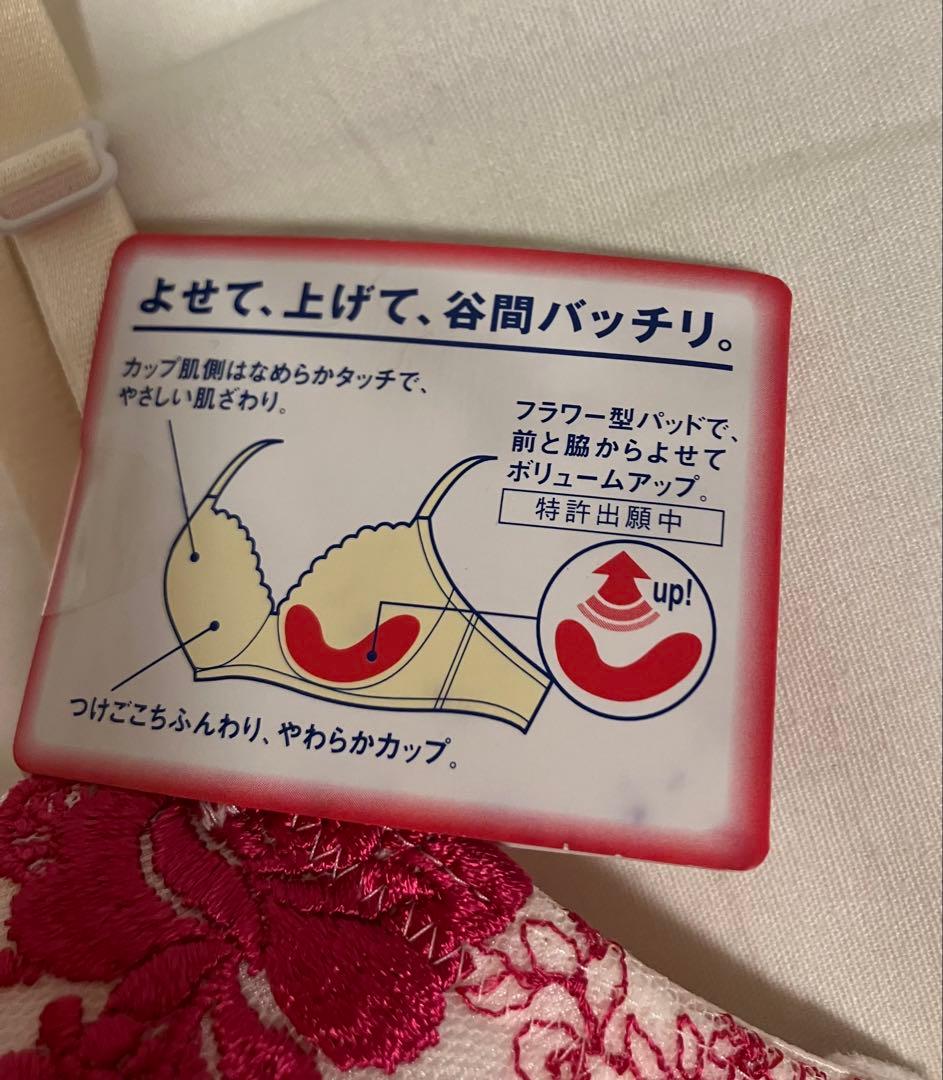 よせて、上げて、谷間バッチリ。
カップ肌側はなめらかタッチで、
やさしい肌ざわり。
フラワー型パッドで、
前と脇からよせて
ボリュームアップ。
特許出願中
up!
つけごこちふんわり、やわらかカップ。